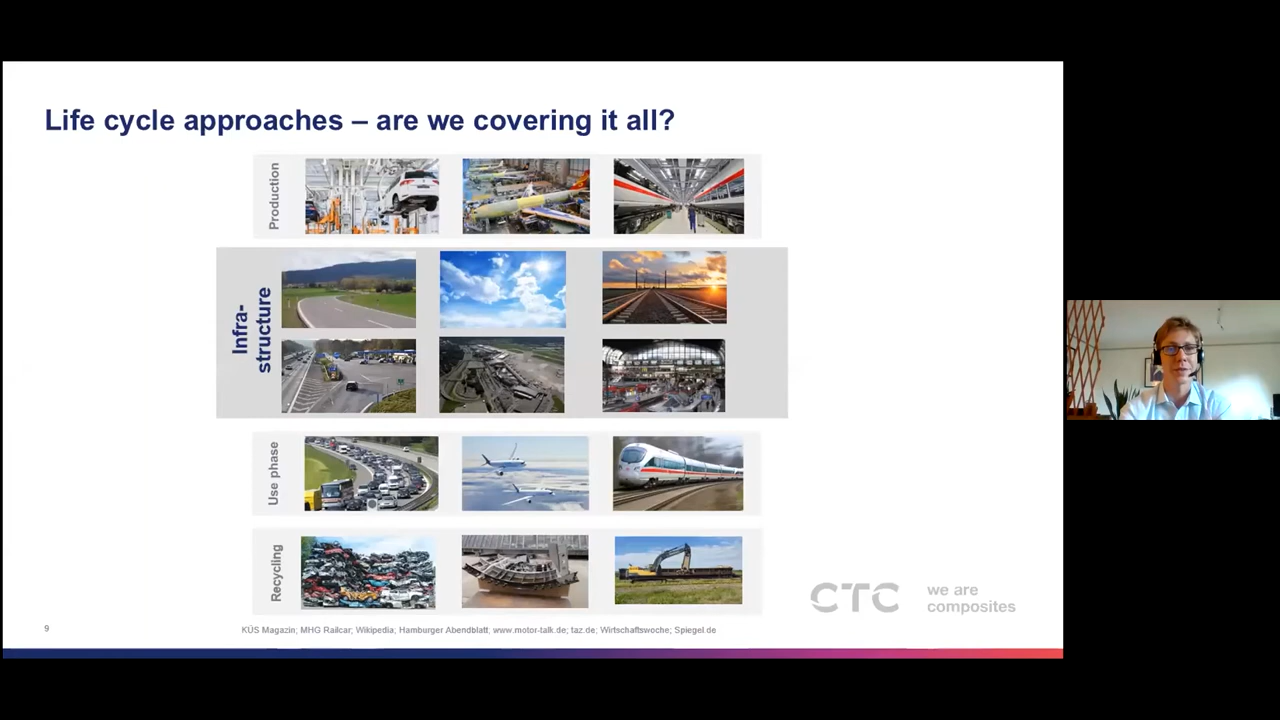 Life cycle approaches – are we covering it all?
Production
Infra-
structure
Use phase
Recycling
CTC
we are
composites
9
KÜS Magazin; MHG Railcar; Wikipedia; Hamburger Abendblatt; www.motor-talk.de; taz.de; Wirtschaftswoche; Spiegel.de